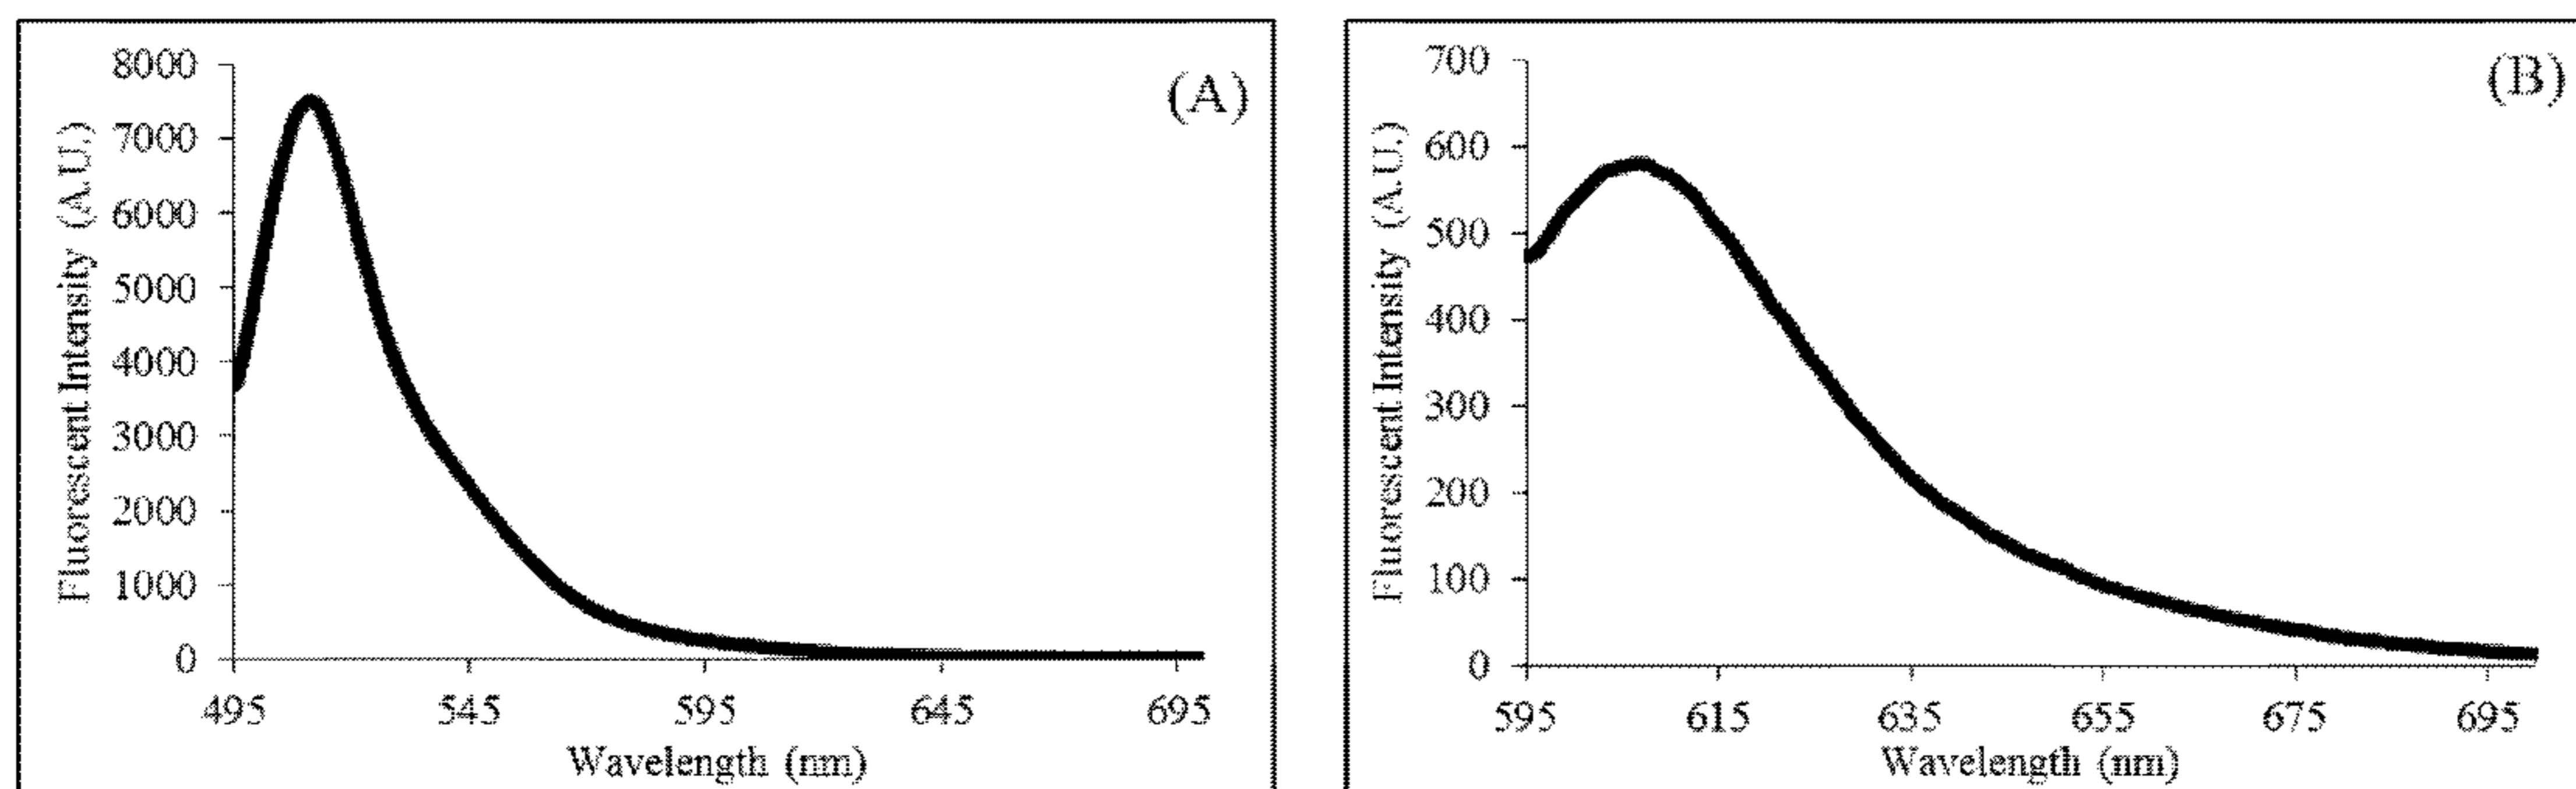 (A)
Fluorescent Intensity (A.U.)
8000
7000
6000
5000
4000
3000
2000
1000
0
495 545 595 645 695
Wavelength (nm)
(B)
Fluorescent Intensity (A.U.)
700
600
500
400
300
200
100
0
595 615 635 655 675 695
Wavelength (nm)